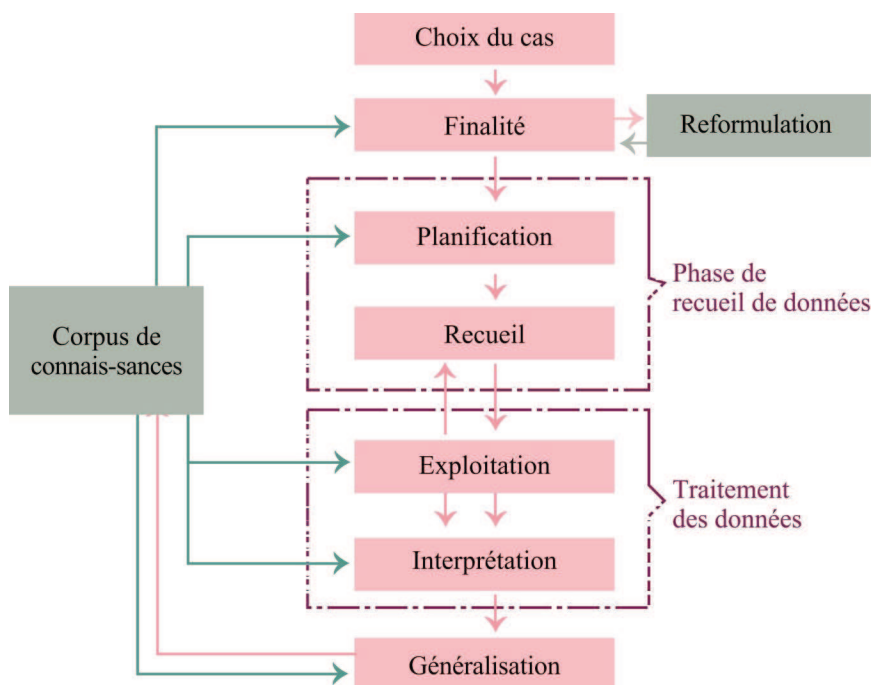 Choix du cas
Finalité
Reformulation
Planification
Phase de
recueil de données
Recueil
Corpus de
connais-sances
Exploitation
Traitement
des données
Interprétation
Généralisation